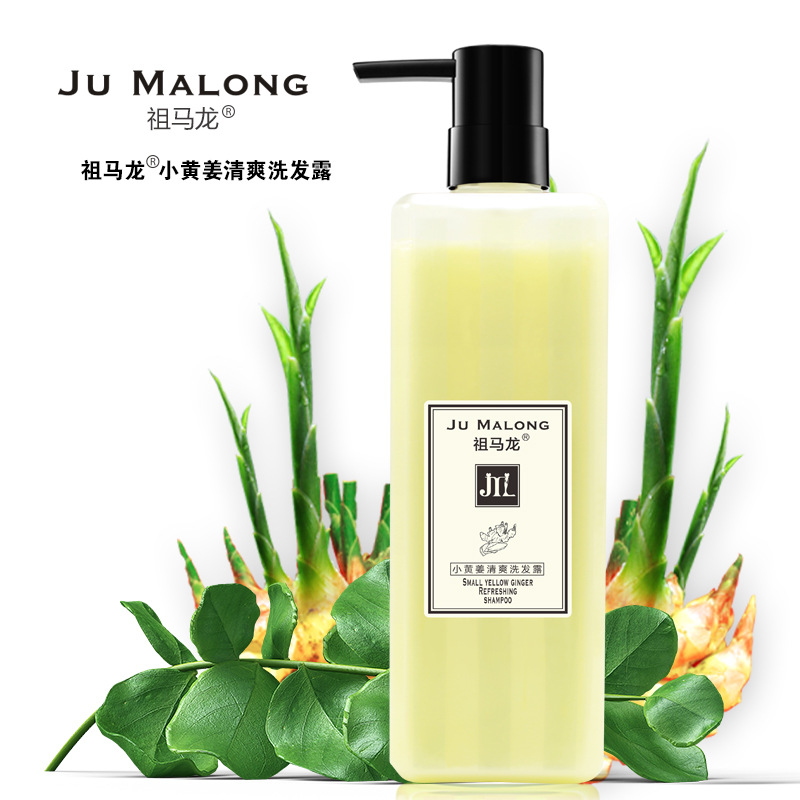 JU MALONG
祖马龙®
祖马龙®小黄姜清爽洗发露
JU MALONG
祖马龙®
JML
小黄姜清爽洗发露
SMALL YELLOW GINGER
REFRESHING
SHAMPOO